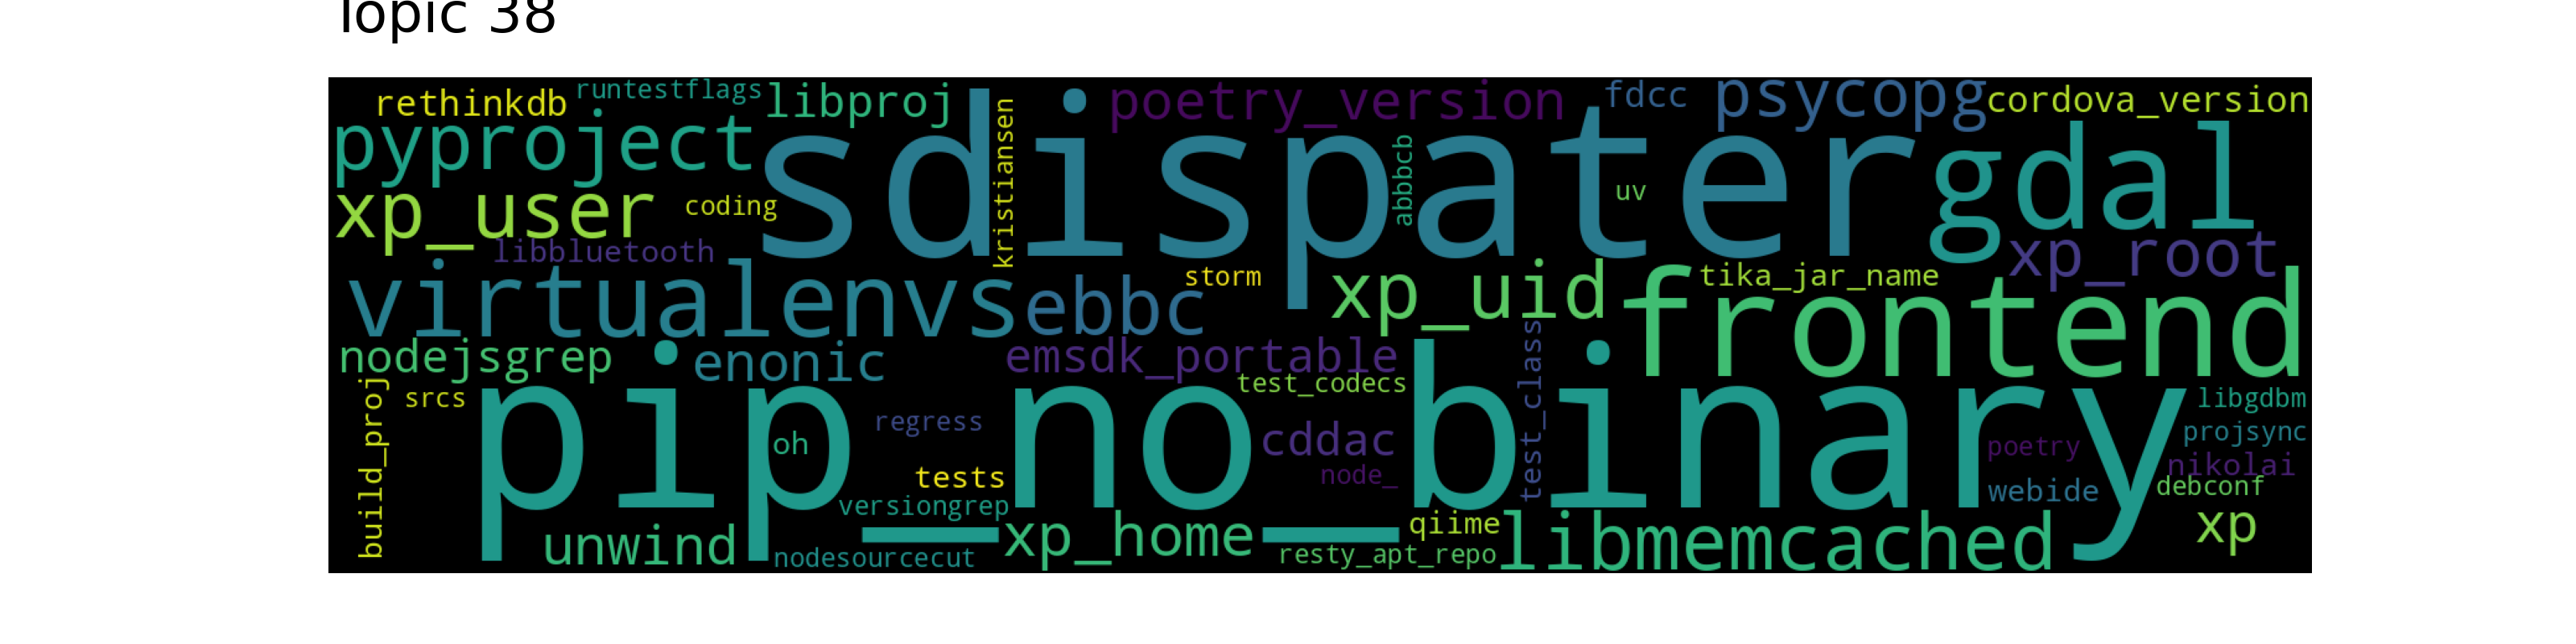 Topic 38
rethinkdb runtestflags libproj poetry_version fdcc psycopg cordova_version
pyproject sdispater gdal
kristiansen
abbbcb
xp_user coding uv
libbluetooth xp_root
virtualenvs ebbc storm xp_uid tika_jar_name frontend
nodejsgrep enonic emsdk_portable
test_class
build_proj
srcs test_codecs libgdbm
pip_no_binary
regress oh cddac projsync
tests node_ poetry nikolai
versiongrep webide debconf
unwind xp_home qiime libmemcached xp
nodesourcecut resty_apt_repo